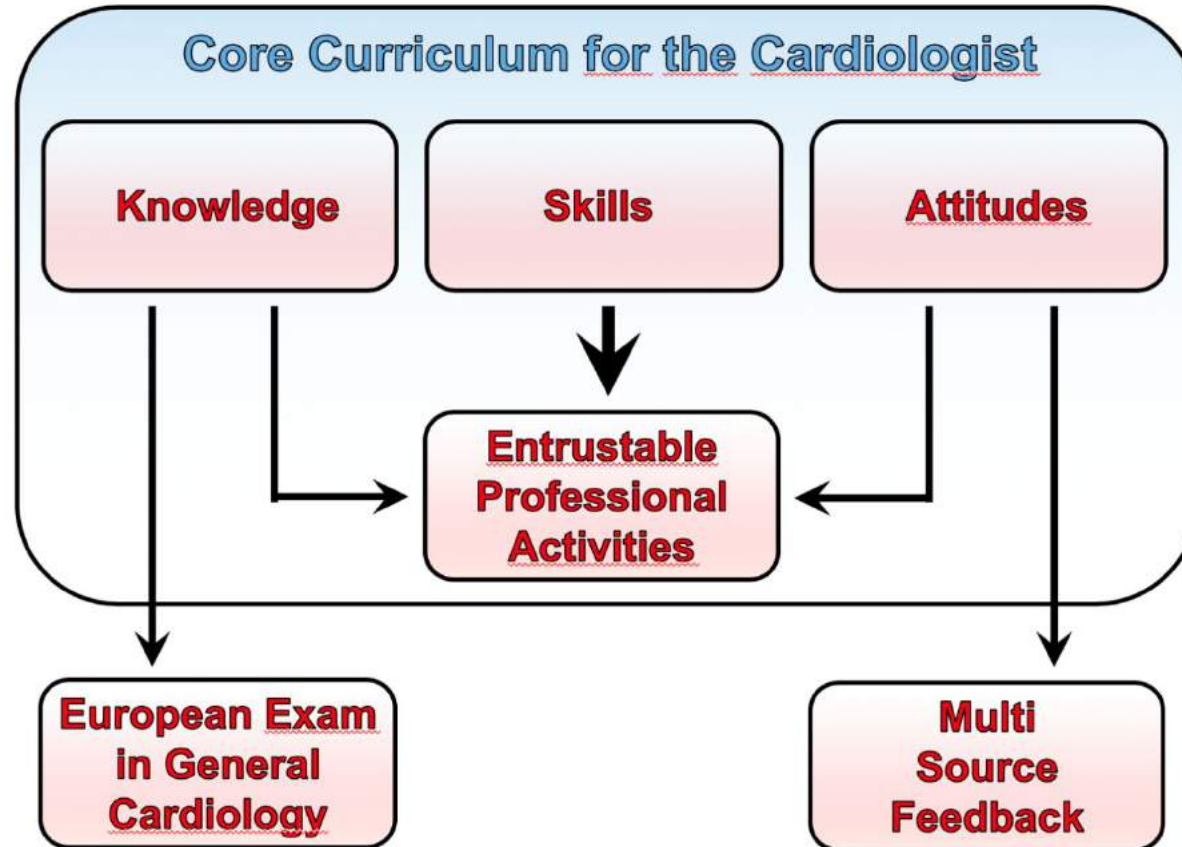 Core Curriculum for the Cardiologist
Knowledge
Skills
Attitudes
Entrustable
Professional
Activities
European Exam
in General
Cardiology
Multi
Source
Feedback